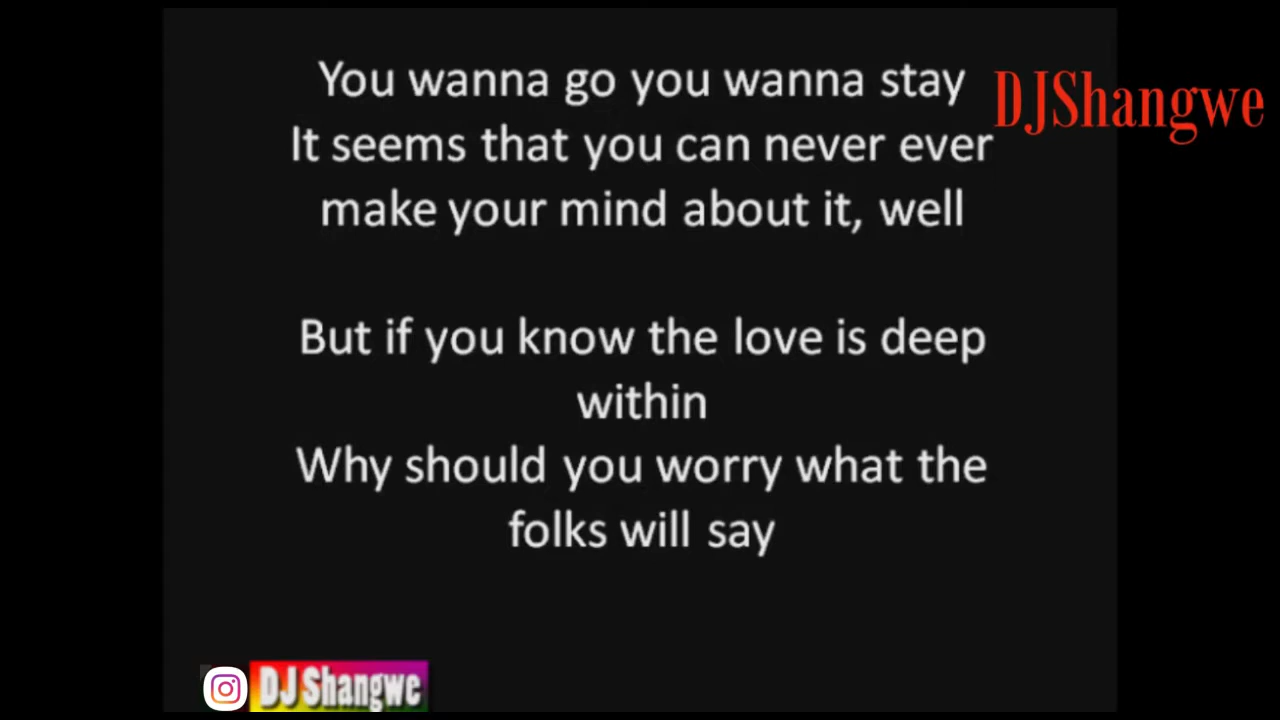 You wanna go you wanna stay
DJShangwe
It seems that you can never ever
make your mind about it, well
But if you know the love is deep
within
Why should you worry what the
folks will say
DJ Shangwe